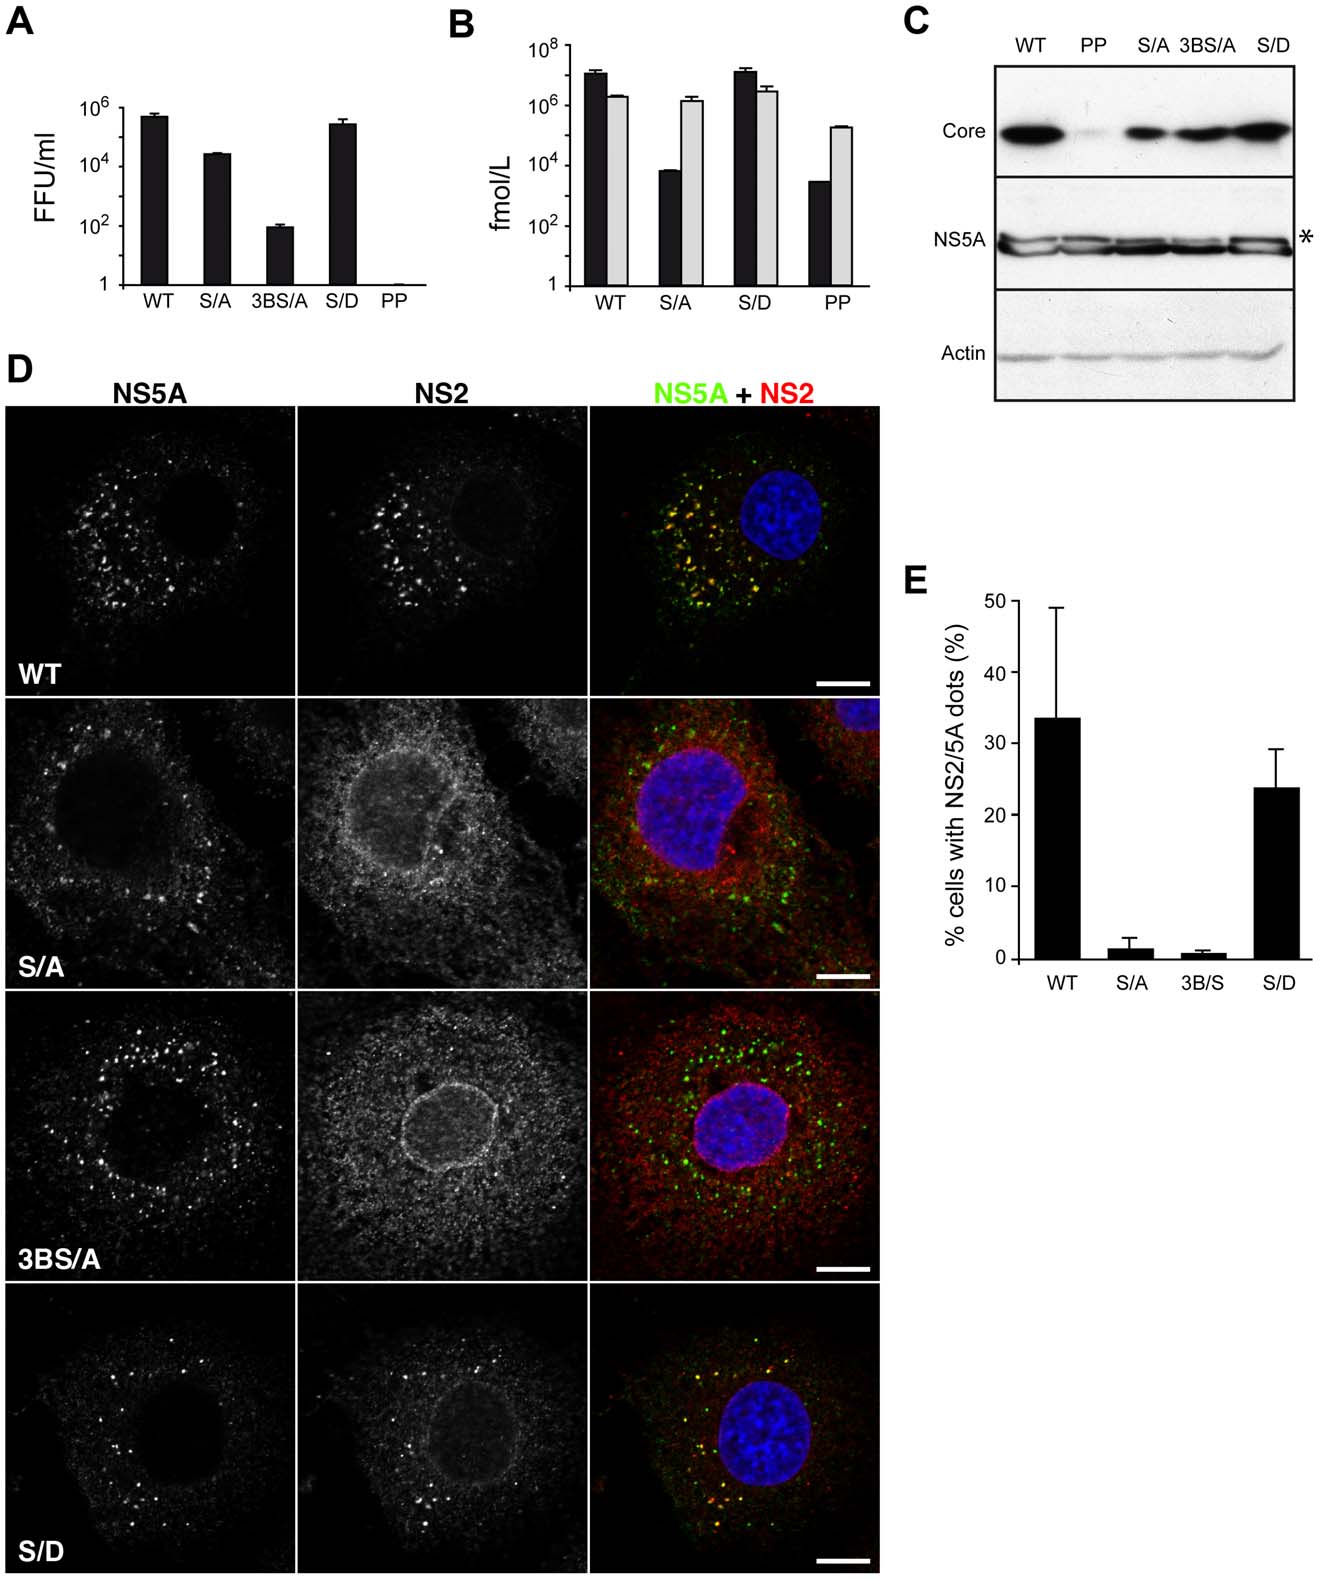 A
FFU/ml
10^6
10^4
10^2
1
WT S/A 3BS/A S/D PP
B
fmol/L
10^8
10^6
10^4
10^2
1
WT S/A S/D PP
C
WT PP S/A 3BS/A S/D
Core
NS5A *
Actin
D
NS5A NS2 NS5A + NS2
WT
S/A
3BS/A
S/D
E
% cells with NS2/5A dots (%)
50
40
30
20
10
0
WT S/A 3B/S S/D